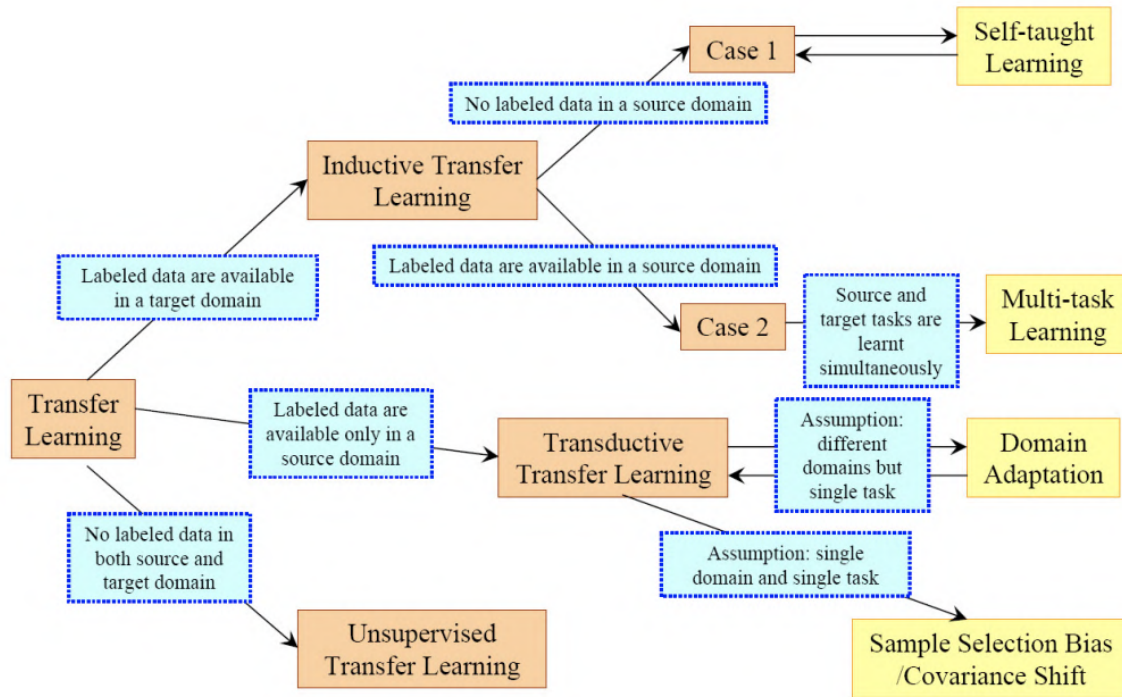 Case 1
Self-taught
Learning
No labeled data in a source domain
Inductive Transfer
Learning
Labeled data are available
in a target domain
Labeled data are available in a source domain
Case 2
Source and
target tasks are
learnt
simultaneously
Multi-task
Learning
Transfer
Learning
Labeled data are
available only in a
source domain
Transductive
Transfer Learning
Assumption:
different
domains but
single task
Domain
Adaptation
No labeled data in
both source and
target domain
Assumption: single
domain and single task
Unsupervised
Transfer Learning
Sample Selection Bias
/Covariance Shift